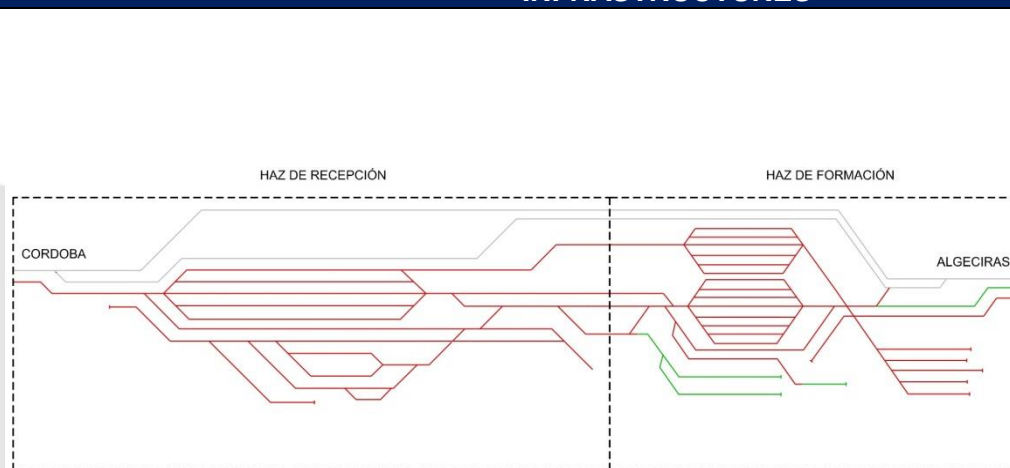 HAZ DE RECEPCIÓN
HAZ DE FORMACIÓN
CORDOBA
ALGECIRAS